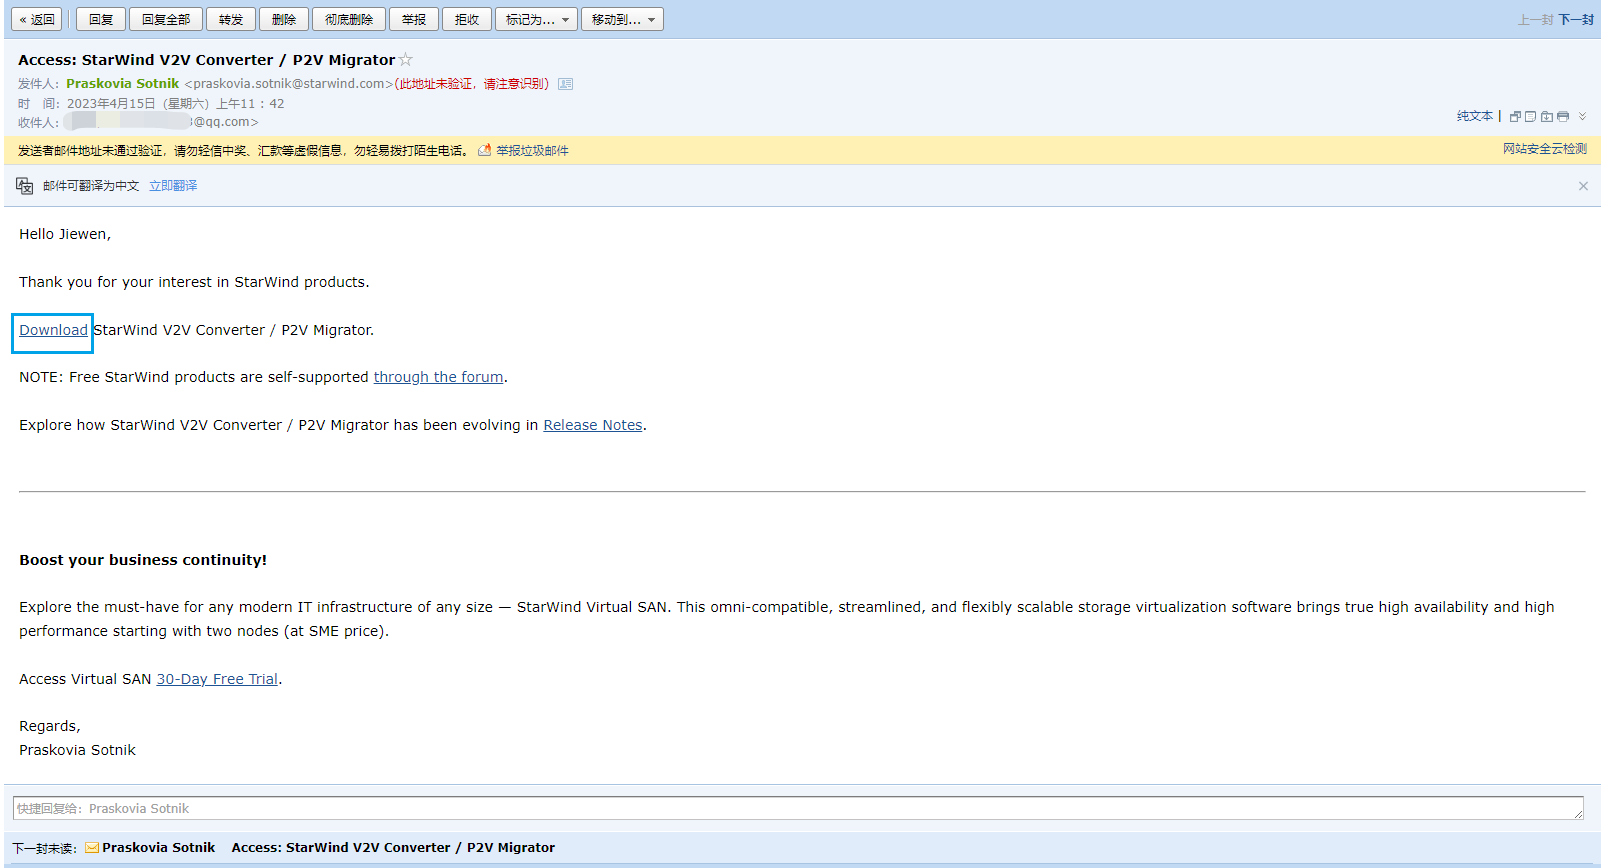 « 返回 回复 回复全部 转发 删除 彻底删除 举报 拒收 标记为... 移动到... 上一封 下一封
Access: StarWind V2V Converter / P2V Migrator
发件人: Praskovia Sotnik <praskovia.sotnik@starwind.com>(此地址未验证，请注意识别)
时 间: 2023年4月15日 (星期六) 上午11：42
收件人: @qq.com>
纯文本 |
发送者邮件地址未通过验证，请勿轻信中奖、汇款等虚假信息，勿轻易拨打陌生电话。 举报垃圾邮件 网站安全云检测
邮件可翻译为中文 立即翻译
Hello Jiewen,
Thank you for your interest in StarWind products.
Download StarWind V2V Converter / P2V Migrator.
NOTE: Free StarWind products are self-supported through the forum.
Explore how StarWind V2V Converter / P2V Migrator has been evolving in Release Notes.
Boost your business continuity!
Explore the must-have for any modern IT infrastructure of any size — StarWind Virtual SAN. This omni-compatible, streamlined, and flexibly scalable storage virtualization software brings true high availability and high
performance starting with two nodes (at SME price).
Access Virtual SAN 30-Day Free Trial.
Regards,
Praskovia Sotnik
快捷回复给: Praskovia Sotnik
下一封未读: Praskovia Sotnik Access: StarWind V2V Converter / P2V Migrator